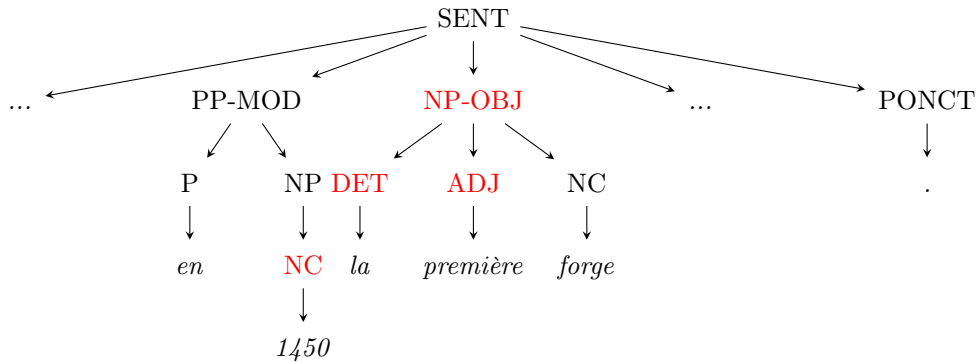 SENT
... PP-MOD NP-OBJ ... PONCT
P NP DET ADJ NC .
en NC la première forge
1450